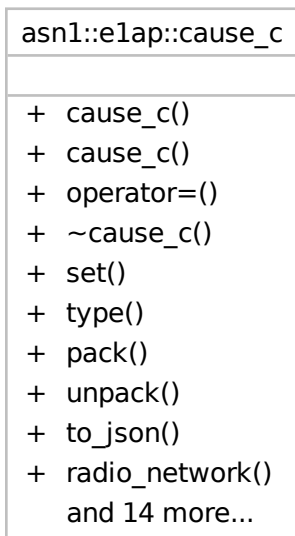 asn1::e1ap::cause_c
+ cause_c()
+ cause_c()
+ operator=()
+ ~cause_c()
+ set()
+ type()
+ pack()
+ unpack()
+ to_json()
+ radio_network()
and 14 more...